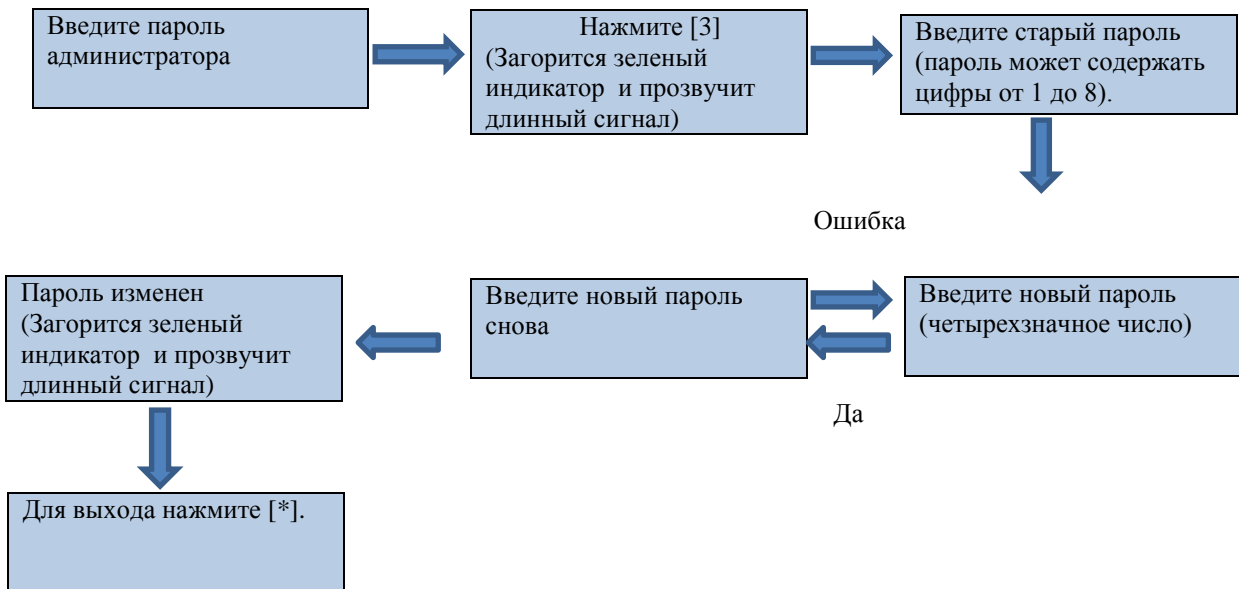 Введите пароль
администратора
Нажмите [3]
(Загорится зеленый
индикатор и прозвучит
длинный сигнал)
Введите старый пароль
(пароль может содержать
цифры от 1 до 8).
Ошибка
Пароль изменен
(Загорится зеленый
индикатор и прозвучит
длинный сигнал)
Введите новый пароль
снова
Введите новый пароль
(четырехзначное число)
Да
Для выхода нажмите [*].